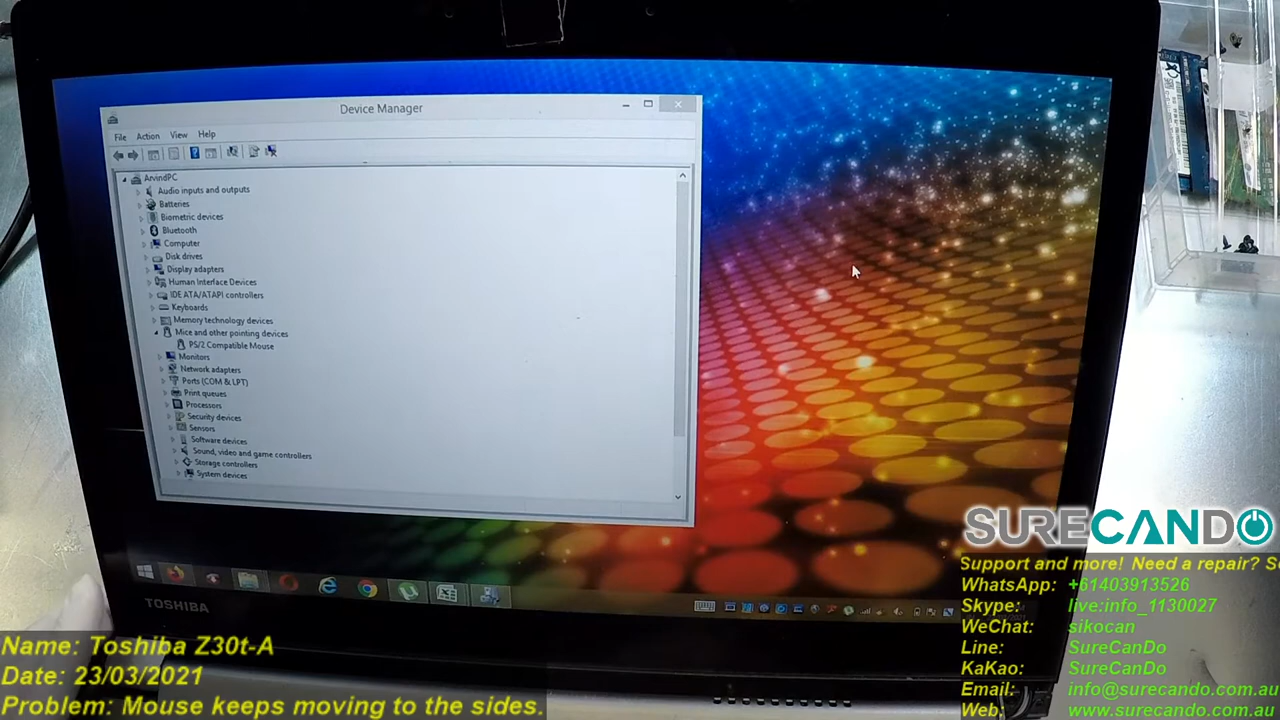 Device Manager
File Action View Help
ArvindPC
Audio inputs and outputs
Batteries
Biometric devices
Bluetooth
Computer
Disk drives
Display adapters
Human Interface Devices
IDE ATA/ATAPI controllers
Keyboards
Memory technology devices
Mice and other pointing devices
PS/2 Compatible Mouse
Monitors
Network adapters
Ports (COM & LPT)
Print queues
Processors
Security devices
Sensors
Software devices
Sound, video and game controllers
Storage controllers
System devices
TOSHIBA
Name: Toshiba Z30t-A
Date: 23/03/2021
Problem: Mouse keeps moving to the sides.
SURECANDO
Support and more! Need a repair?
WhatsApp: +61403913526
Skype: live:info_1130027
WeChat: sikocan
Line: SureCanDo
KaKao: SureCanDo
Email: info@surecando.com.au
Web: www.surecando.com.au